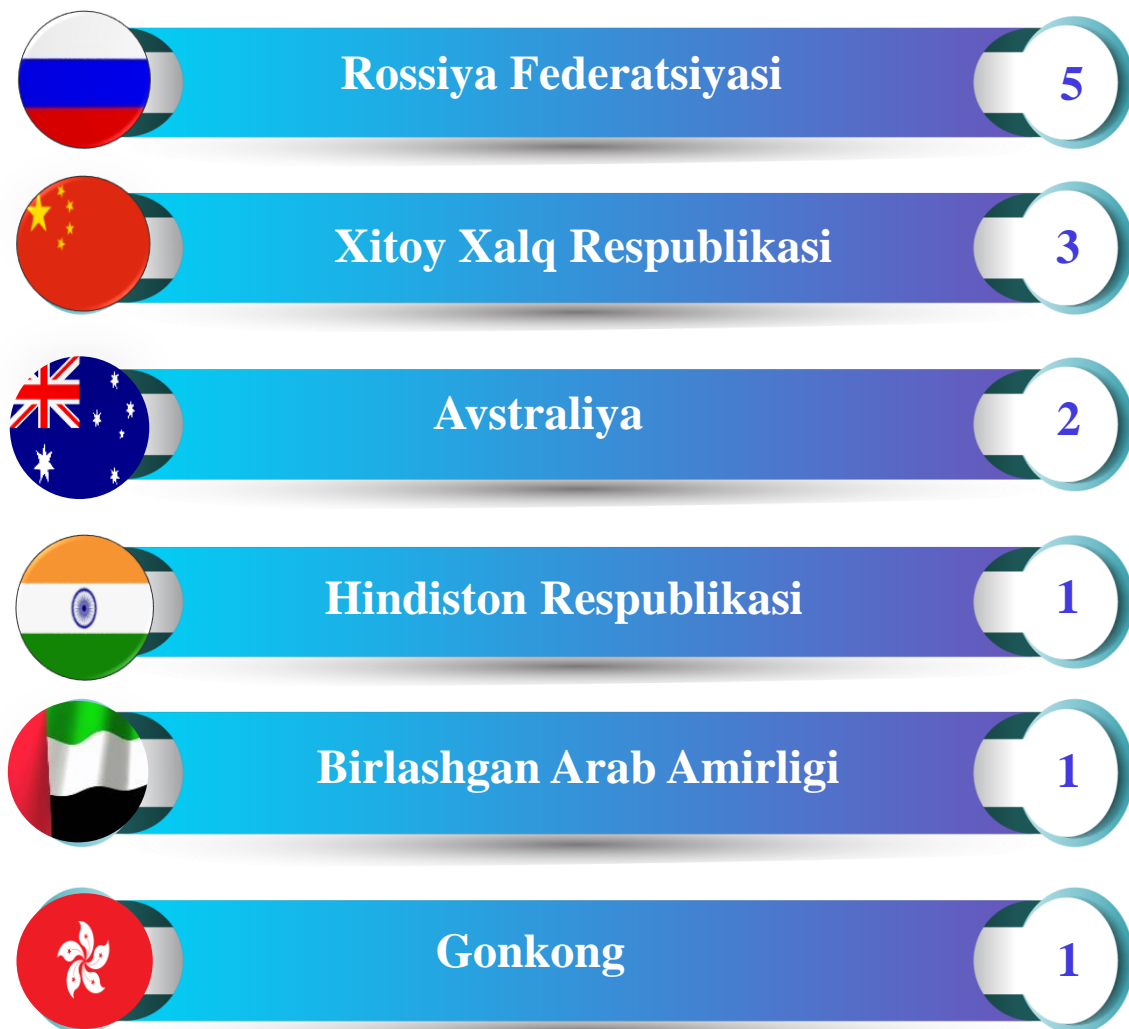 Rossiya Federatsiyasi 5
Xitoy Xalq Respublikasi 3
Avstraliya 2
Hindiston Respublikasi 1
Birlashgan Arab Amirligi 1
Gonkong 1